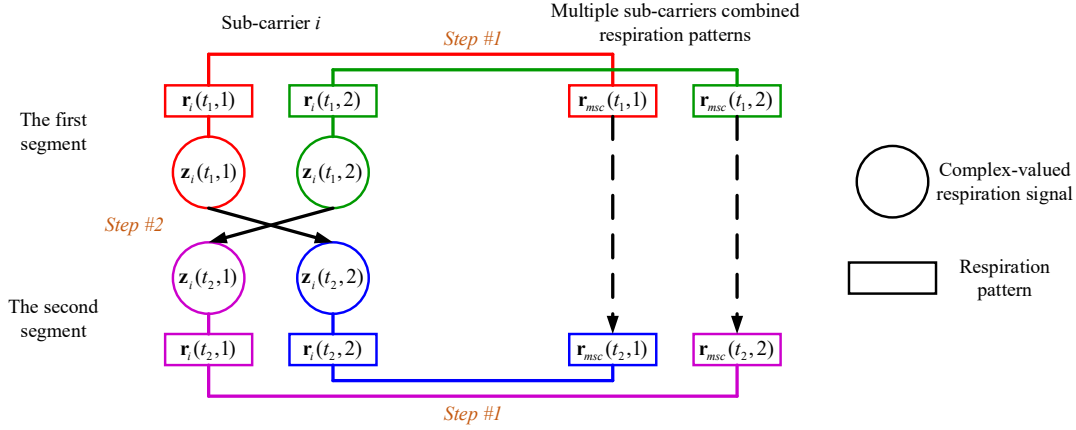 Sub-carrier i
Multiple sub-carriers combined
respiration patterns
Step #1
r_i(t_1,1)
r_i(t_1,2)
r_msc(t_1,1)
r_msc(t_1,2)
The first
segment
z_i(t_1,1)
z_i(t_1,2)
Complex-valued
respiration signal
Step #2
z_i(t_2,1)
z_i(t_2,2)
Respiration
pattern
The second
segment
r_i(t_2,1)
r_i(t_2,2)
r_msc(t_2,1)
r_msc(t_2,2)
Step #1